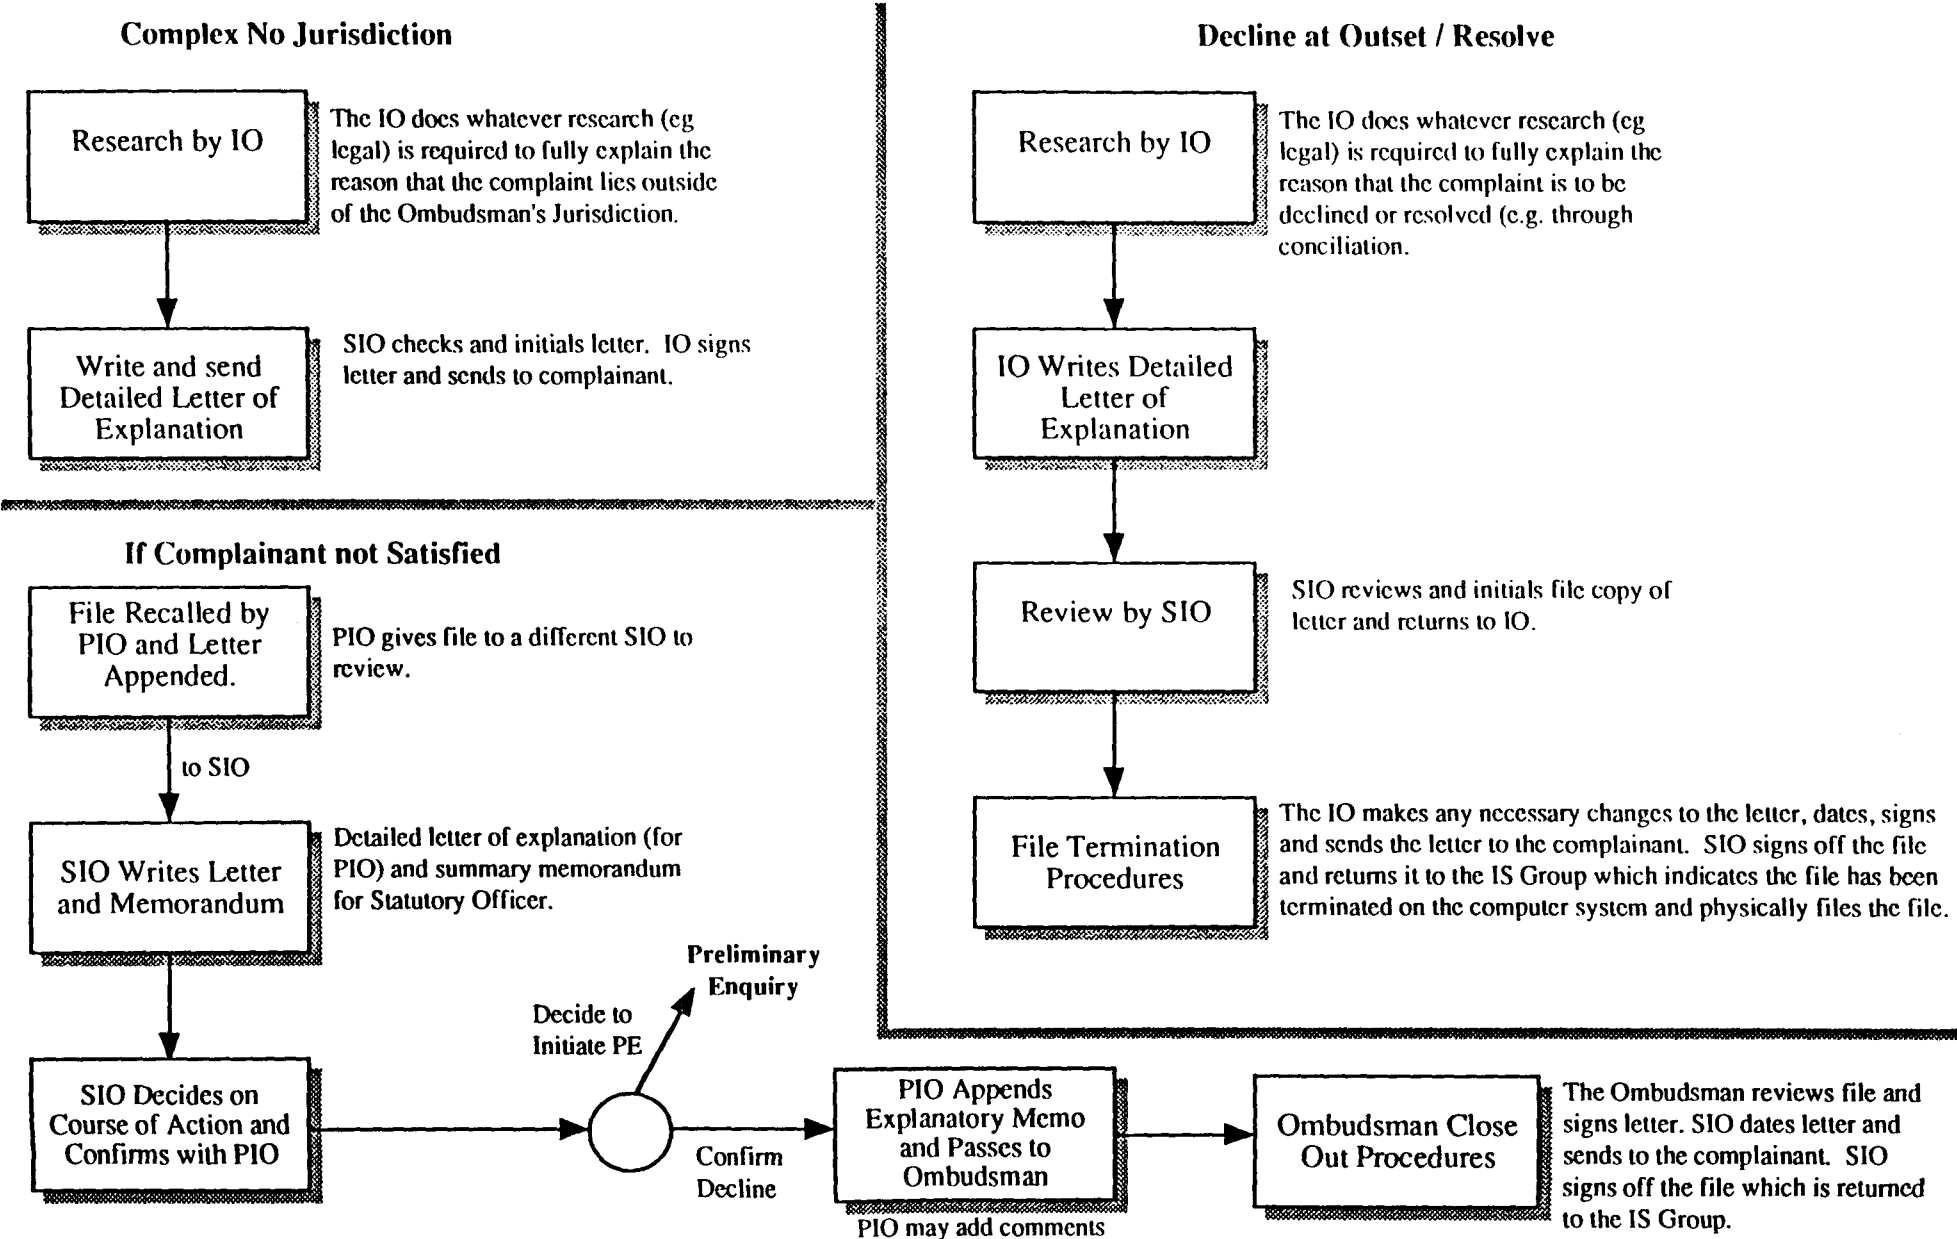 Complex No Jurisdiction
Research by IO
The IO does whatever research (eg
legal) is required to fully explain the
reason that the complaint lies outside
of the Ombudsman's Jurisdiction.
Write and send
Detailed Letter of
Explanation
SIO checks and initials letter. IO signs
letter and sends to complainant.
Decline at Outset / Resolve
Research by IO
The IO does whatever research (eg
legal) is required to fully explain the
reason that the complaint is to be
declined or resolved (e.g. through
conciliation.
IO Writes Detailed
Letter of
Explanation
Review by SIO
SIO reviews and initials file copy of
letter and returns to IO.
File Termination
Procedures
The IO makes any necessary changes to the letter, dates, signs
and sends the letter to the complainant. SIO signs off the file
and returns it to the IS Group which indicates the file has been
terminated on the computer system and physically files the file.
If Complainant not Satisfied
File Recalled by
PIO and Letter
Appended.
PIO gives file to a different SIO to
review.
to SIO
SIO Writes Letter
and Memorandum
Detailed letter of explanation (for
PIO) and summary memorandum
for Statutory Officer.
SIO Decides on
Course of Action and
Confirms with PIO
Decide to
Initiate PE
Preliminary
Enquiry
Confirm
Decline
PIO Appends
Explanatory Memo
and Passes to
Ombudsman
PIO may add comments
Ombudsman Close
Out Procedures
The Ombudsman reviews file and
signs letter. SIO dates letter and
sends to the complainant. SIO
signs off the file which is returned
to the IS Group.